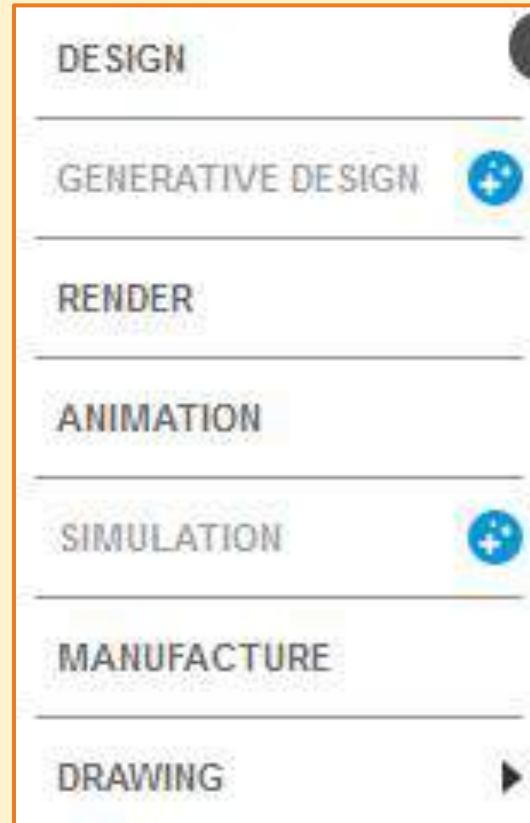 DESIGN
GENERATIVE DESIGN
RENDER
ANIMATION
SIMULATION
MANUFACTURE
DRAWING